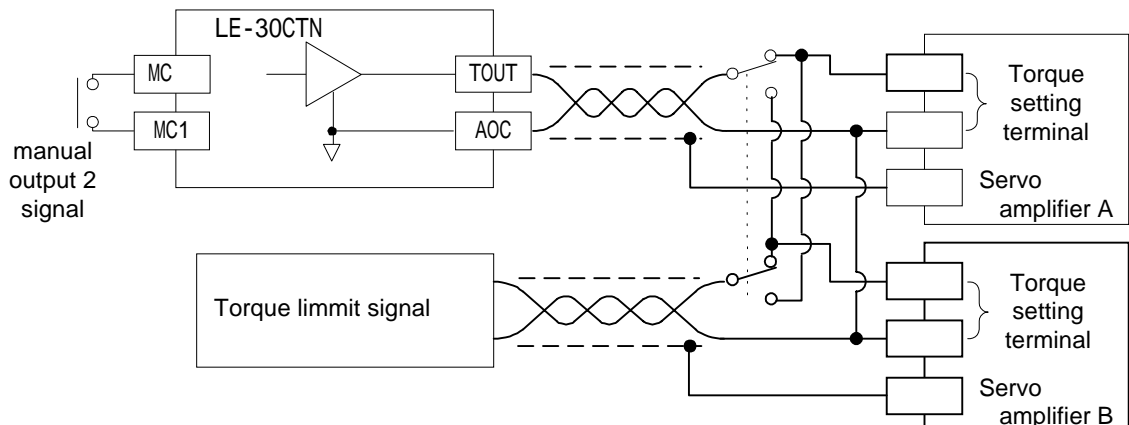 LE-30CTN
MC
MC1
TOUT
AOC
manual
output 2
signal
Torque
setting
terminal
Servo
amplifier A
Torque limmit signal
Torque
setting
terminal
Servo
amplifier B